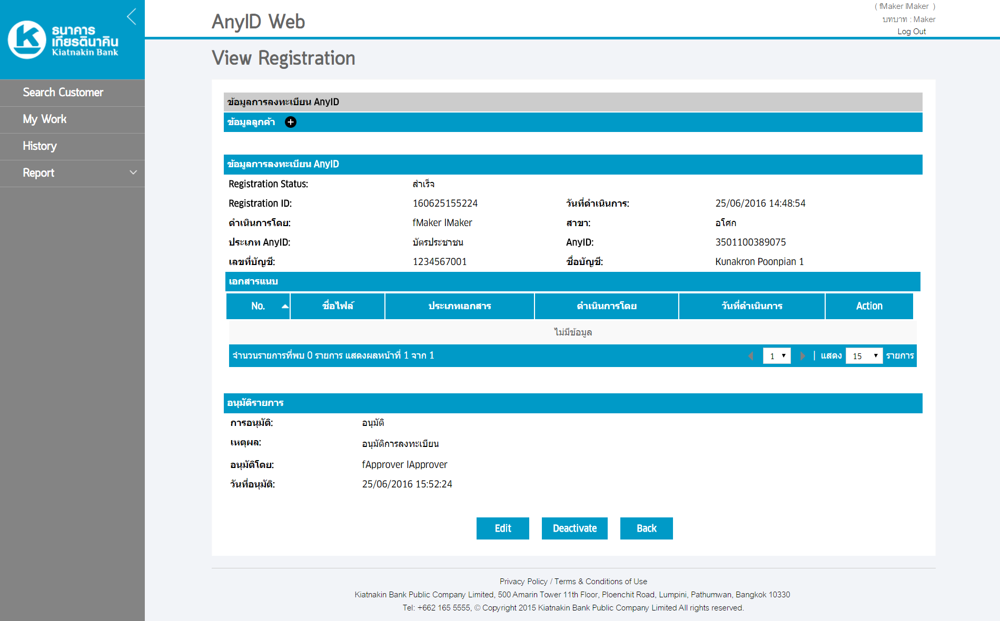 ธนาคาร
เกียรตินาคิน
Kiatnakin Bank
AnyID Web
( fMaker lMaker )
บทบาท : Maker
Log Out
Search Customer
My Work
History
Report
View Registration
ข้อมูลการลงทะเบียน AnyID
ข้อมูลลูกค้า
ข้อมูลการลงทะเบียน AnyID
Registration Status: สำเร็จ
Registration ID: 160625155224 วันที่ดำเนินการ: 25/06/2016 14:48:54
ดำเนินการโดย: fMaker lMaker สาขา: อโศก
ประเภท AnyID: บัตรประชาชน AnyID: 3501100389075
เลขที่บัญชี: 1234567001 ชื่อบัญชี: Kunakron Poonpian 1
เอกสารแนบ
No. ชื่อไฟล์ ประเภทเอกสาร ดำเนินการโดย วันที่ดำเนินการ Action
ไม่มีข้อมูล
จำนวนรายการที่พบ 0 รายการ แสดงผลหน้าที่ 1 จาก 1 1 | แสดง 15 รายการ
อนุมัติรายการ
การอนุมัติ: อนุมัติ
เหตุผล: อนุมัติการลงทะเบียน
อนุมัติโดย: fApprover lApprover
วันที่อนุมัติ: 25/06/2016 15:52:24
Edit Deactivate Back
Privacy Policy / Terms & Conditions of Use
Kiatnakin Bank Public Company Limited, 500 Amarin Tower 11th Floor, Ploenchit Road, Lumpini, Pathumwan, Bangkok 10330
Tel: +662 165 5555, © Copyright 2015 Kiatnakin Bank Public Company Limited All rights reserved.